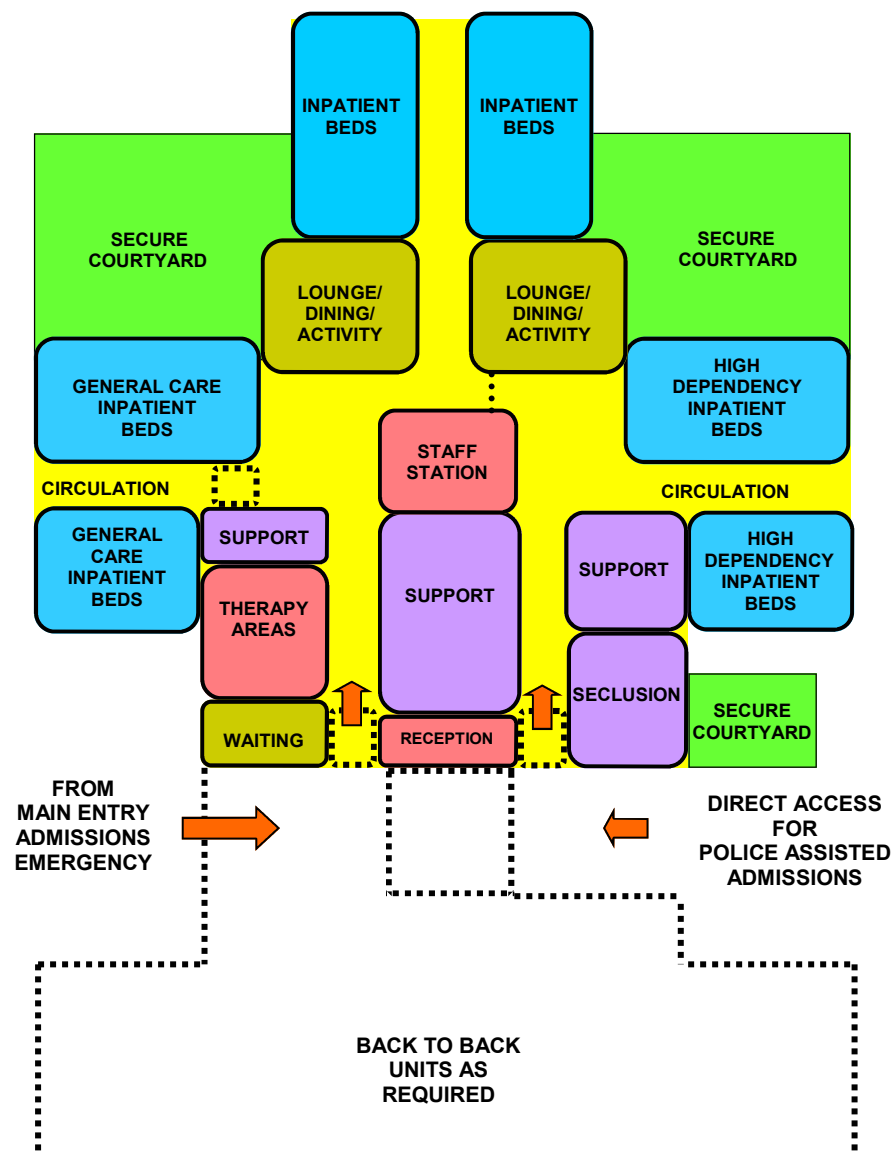 INPATIENT
BEDS
INPATIENT
BEDS
SECURE
COURTYARD
SECURE
COURTYARD
LOUNGE/
DINING/
ACTIVITY
LOUNGE/
DINING/
ACTIVITY
GENERAL CARE
INPATIENT
BEDS
HIGH
DEPENDENCY
INPATIENT
BEDS
STAFF
STATION
CIRCULATION
CIRCULATION
GENERAL
CARE
INPATIENT
BEDS
SUPPORT
SUPPORT
SUPPORT
HIGH
DEPENDENCY
INPATIENT
BEDS
THERAPY
AREAS
SECLUSION
WAITING
RECEPTION
SECURE
COURTYARD
FROM
MAIN ENTRY
ADMISSIONS
EMERGENCY
DIRECT ACCESS
FOR
POLICE ASSISTED
ADMISSIONS
BACK TO BACK
UNITS AS
REQUIRED